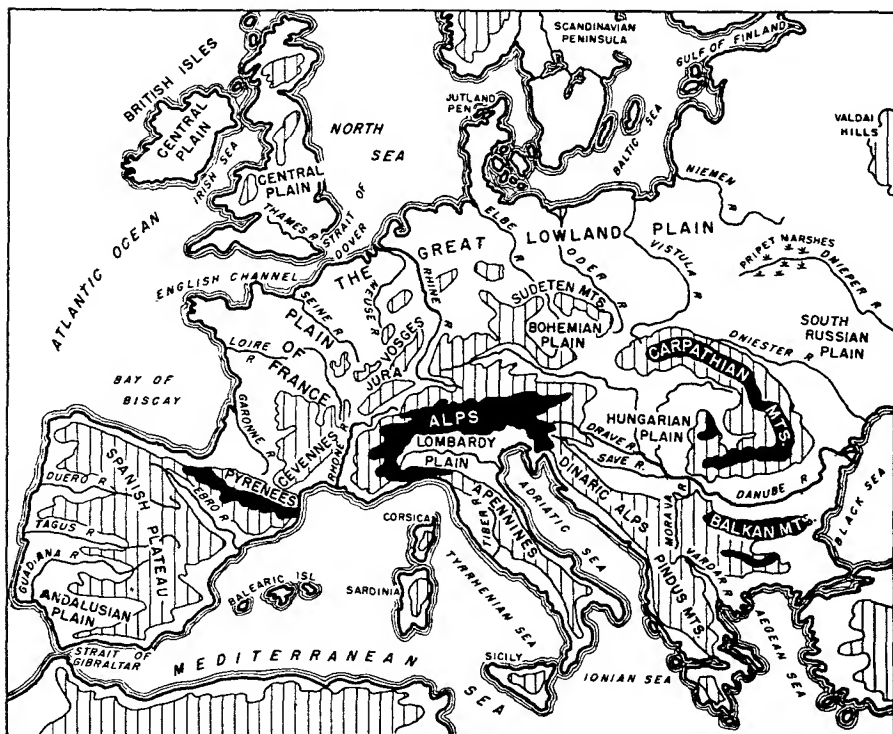 SCANDINAVIAN
PENINSULA
GULF OF FINLAND
BRITISH ISLES
CENTRAL
PLAIN
IRISH SEA
CENTRAL
PLAIN
THAMES R
NORTH
SEA
JUTLAND
PEN.
BALTIC SEA
VALDAI
HILLS
ATLANTIC OCEAN
STRAIT OF
DOVER
ENGLISH CHANNEL
THE GREAT LOWLAND PLAIN
ELBE R
ODER R
VISTULA R
NIEMEN R
PRIPET MARSHES
DNIEPER R
SEINE R
MEUSE R
RHINE R
SUDETEN MTS.
BOHEMIAN
PLAIN
PLAIN OF FRANCE
VOSGES
JURA
LOIRE R
CARPATHIAN MTS.
DNIESTER R
SOUTH
RUSSIAN
PLAIN
BAY OF
BISCAY
GARONNE R
CEVENNES
RHONE R
ALPS
LOMBARDY
PLAIN
HUNGARIAN
PLAIN
DRAVE R
SAVE R
DANUBE R
BLACK SEA
PYRENEES
EBRO R
SPANISH PLATEAU
DUERO R
TAGUS R
GUADIANA R
ANDALUSIAN
PLAIN
STRAIT OF
GIBRALTAR
BALEARIC ISL
CORSICA
SARDINIA
APENNINES
TIBER R
ADRIATIC SEA
DINARIC ALPS
MORAVA R
BALKAN MTS.
VARDAR R
PINDUS MTS.
AEGEAN SEA
TYRRHENIAN SEA
SICILY
IONIAN SEA
MEDITERRANEAN
SEA